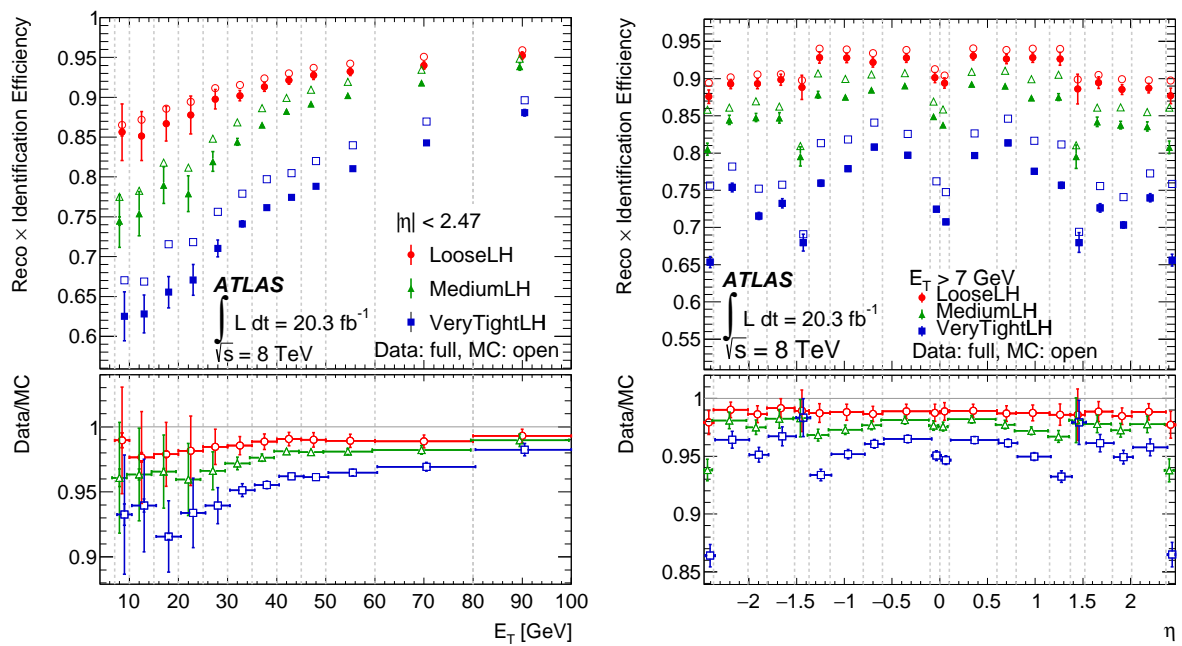 Reco × Identification Efficiency
1
0.95
0.9
0.85
0.8
0.75
0.7
0.65
0.6
|η| < 2.47
LooseLH
MediumLH
VeryTightLH
ATLAS
∫ L dt = 20.3 fb⁻¹
√s = 8 TeV
Data: full, MC: open
Data/MC
1
0.95
0.9
10 20 30 40 50 60 70 80 90 100
E_T [GeV]
Reco × Identification Efficiency
0.95
0.9
0.85
0.8
0.75
0.7
0.65
0.6
0.55
E_T > 7 GeV
LooseLH
MediumLH
VeryTightLH
ATLAS
∫ L dt = 20.3 fb⁻¹
√s = 8 TeV
Data: full, MC: open
Data/MC
1
0.95
0.9
0.85
−2 −1.5 −1 −0.5 0 0.5 1 1.5 2
η